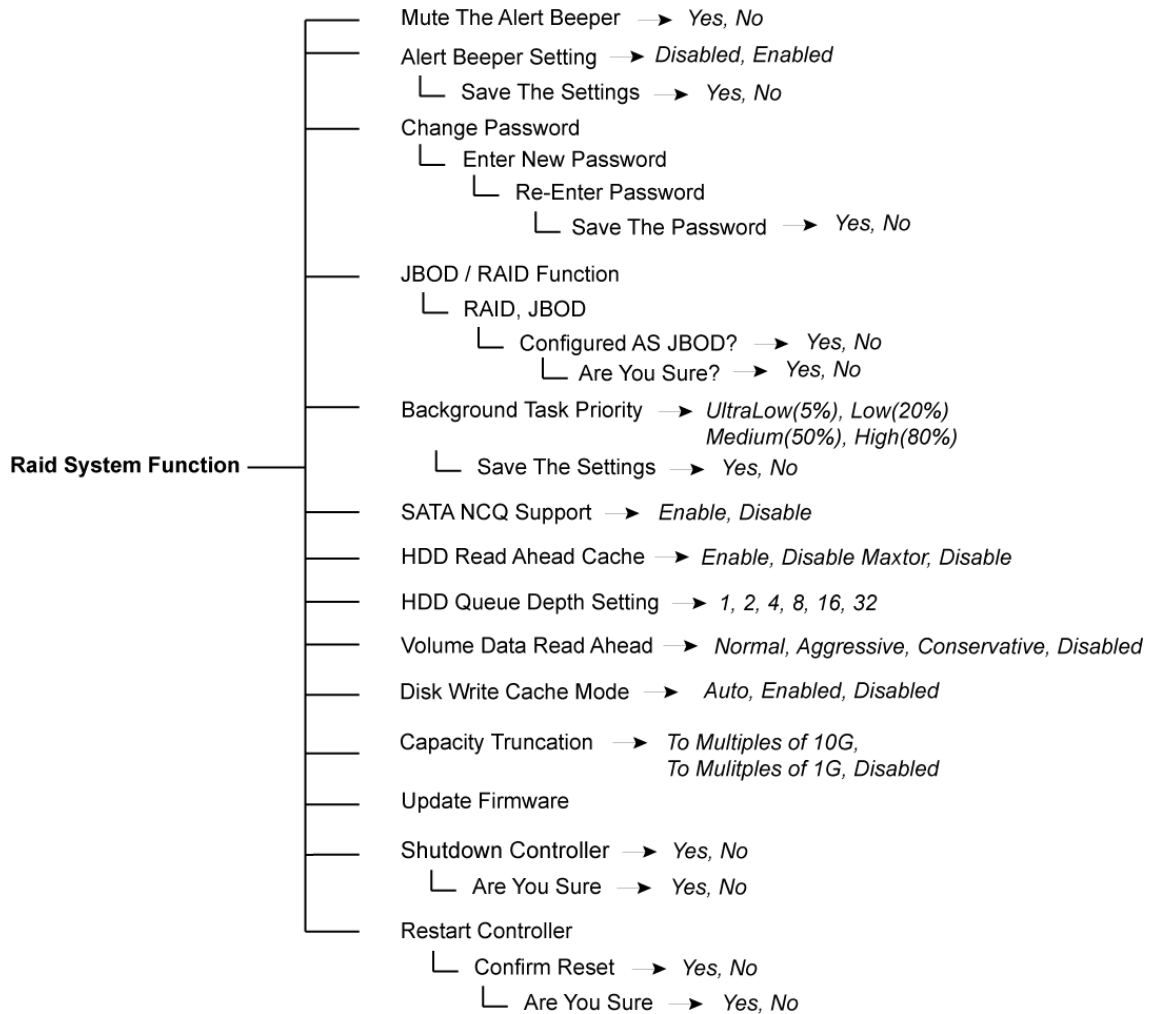 Mute The Alert Beeper Yes, No
Alert Beeper Setting Disabled, Enabled
Save The Settings Yes, No
Change Password
Enter New Password
Re-Enter Password
Save The Password Yes, No
JBOD / RAID Function
RAID, JBOD
Configured AS JBOD? Yes, No
Are You Sure? Yes, No
Background Task Priority UltraLow(5%), Low(20%)
Medium(50%), High(80%)
Raid System Function
Save The Settings Yes, No
SATA NCQ Support Enable, Disable
HDD Read Ahead Cache Enable, Disable Maxtor, Disable
HDD Queue Depth Setting 1, 2, 4, 8, 16, 32
Volume Data Read Ahead Normal, Aggressive, Conservative, Disabled
Disk Write Cache Mode Auto, Enabled, Disabled
Capacity Truncation To Multiples of 10G,
To Mulitples of 1G, Disabled
Update Firmware
Shutdown Controller Yes, No
Are You Sure Yes, No
Restart Controller
Confirm Reset Yes, No
Are You Sure Yes, No